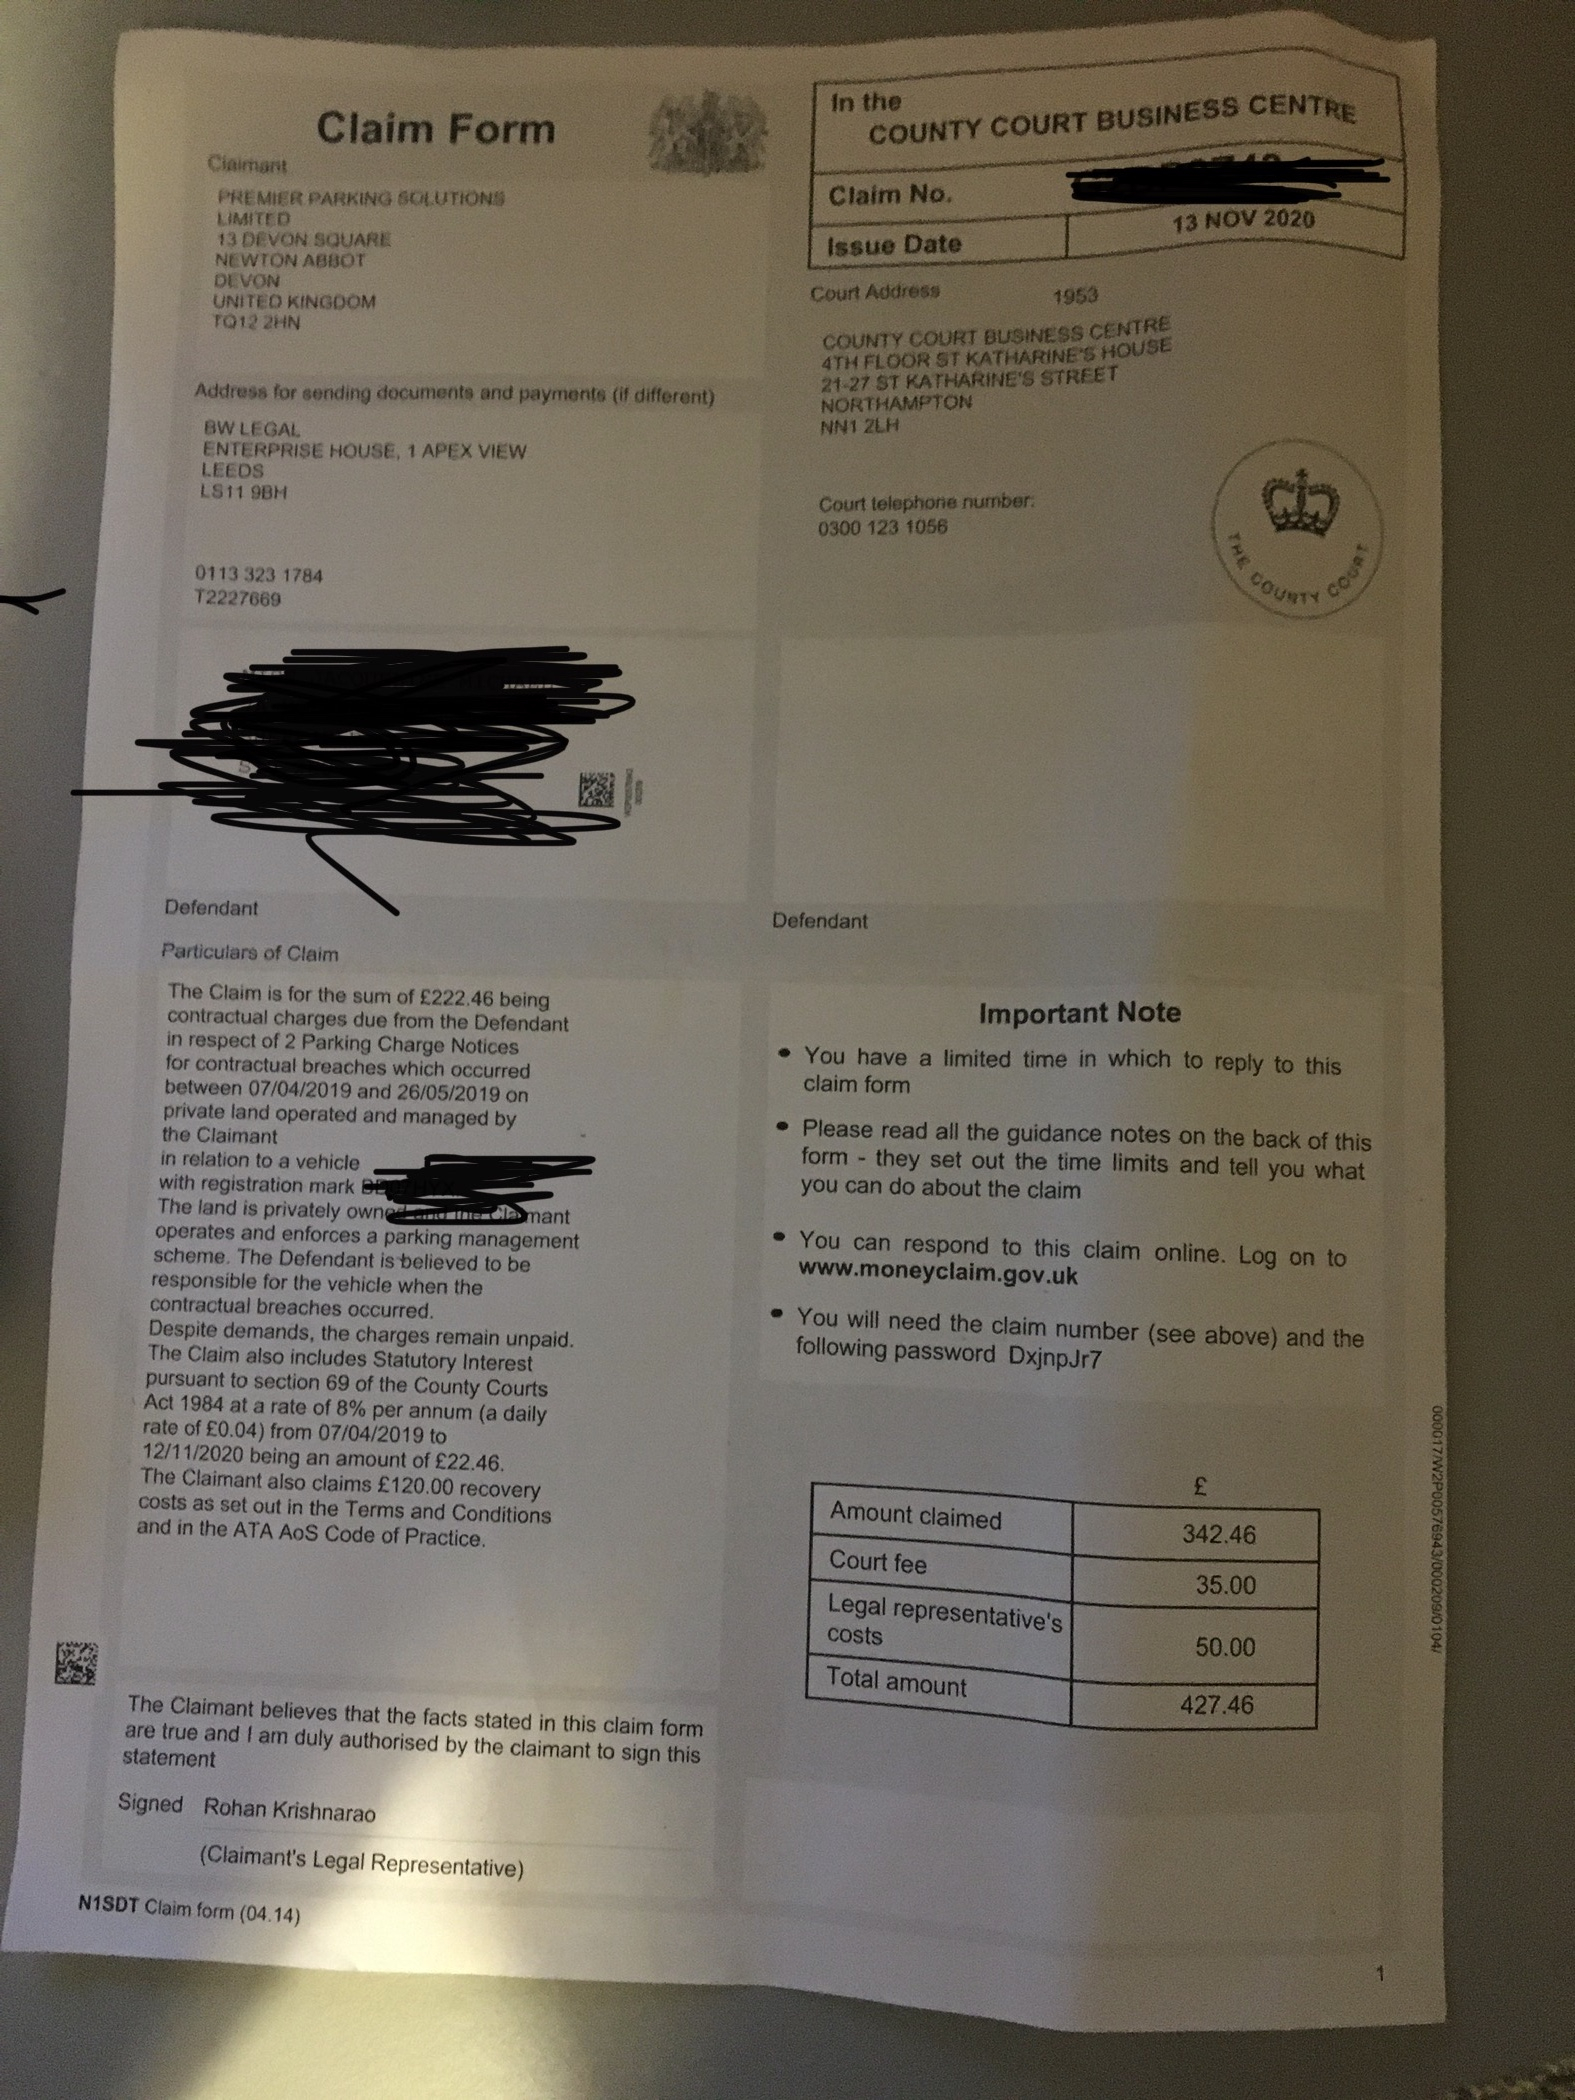 Claim Form
Claimant
PREMIER PARKING SOLUTIONS
LIMITED
13 DEVON SQUARE
NEWTON ABBOT
DEVON
UNITED KINGDOM
TQ12 2HN
Address for sending documents and payments (if different)
BW LEGAL
ENTERPRISE HOUSE, 1 APEX VIEW
LEEDS
LS11 9BH
0113 323 1784
T2227669
In the
COUNTY COURT BUSINESS CENTRE
Claim No.
Issue Date 13 NOV 2020
Court Address 1953
COUNTY COURT BUSINESS CENTRE
4TH FLOOR ST KATHARINE'S HOUSE
21-27 ST KATHARINE'S STREET
NORTHAMPTON
NN1 2LH
Court telephone number:
0300 123 1056
THE COUNTY COURT
Defendant
Defendant
Particulars of Claim
The Claim is for the sum of £222.46 being
contractual charges due from the Defendant
in respect of 2 Parking Charge Notices
for contractual breaches which occurred
between 07/04/2019 and 26/05/2019 on
private land operated and managed by
the Claimant
in relation to a vehicle
with registration mark
The land is privately owned and the Claimant
operates and enforces a parking management
scheme. The Defendant is believed to be
responsible for the vehicle when the
contractual breaches occurred.
Despite demands, the charges remain unpaid.
The Claim also includes Statutory Interest
pursuant to section 69 of the County Courts
Act 1984 at a rate of 8% per annum (a daily
rate of £0.04) from 07/04/2019 to
12/11/2020 being an amount of £22.46.
The Claimant also claims £120.00 recovery
costs as set out in the Terms and Conditions
and in the ATA AoS Code of Practice.
The Claimant believes that the facts stated in this claim form
are true and I am duly authorised by the claimant to sign this
statement
Signed Rohan Krishnarao
(Claimant's Legal Representative)
N1SDT Claim form (04.14)
Important Note
• You have a limited time in which to reply to this
claim form
• Please read all the guidance notes on the back of this
form - they set out the time limits and tell you what
you can do about the claim
• You can respond to this claim online. Log on to
www.moneyclaim.gov.uk
• You will need the claim number (see above) and the
following password DxjnpJr7
£
Amount claimed 342.46
Court fee 35.00
Legal representative's
costs 50.00
Total amount 427.46
000017/W2P00576943/000209/0104/
1